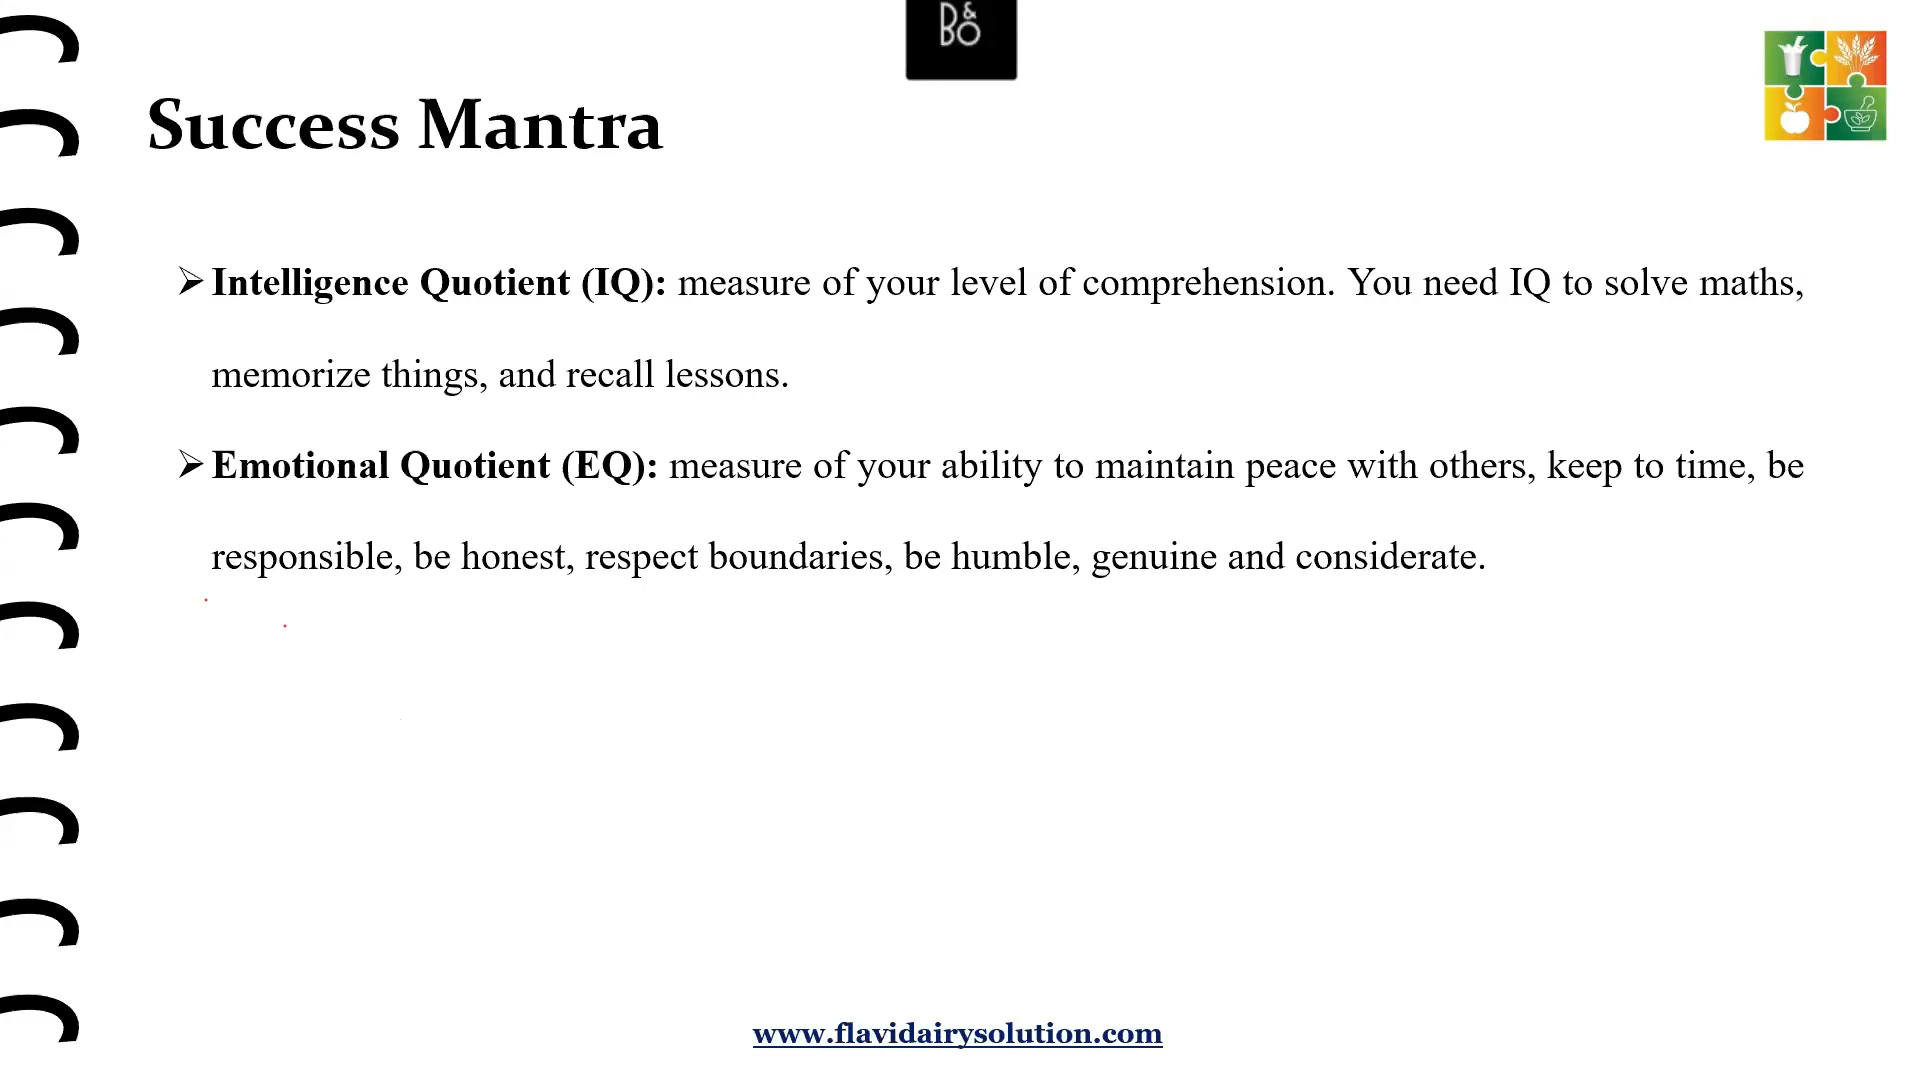 B&O
Success Mantra
➢ Intelligence Quotient (IQ): measure of your level of comprehension. You need IQ to solve maths,
memorize things, and recall lessons.
➢ Emotional Quotient (EQ): measure of your ability to maintain peace with others, keep to time, be
responsible, be honest, respect boundaries, be humble, genuine and considerate.
www.flavidairysolution.com